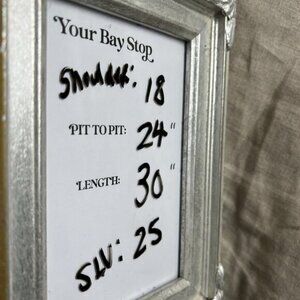 Your Bay Stop
Shoulder: 18
PIT TO PIT: 24"
LENGTH: 30"
SLV: 25